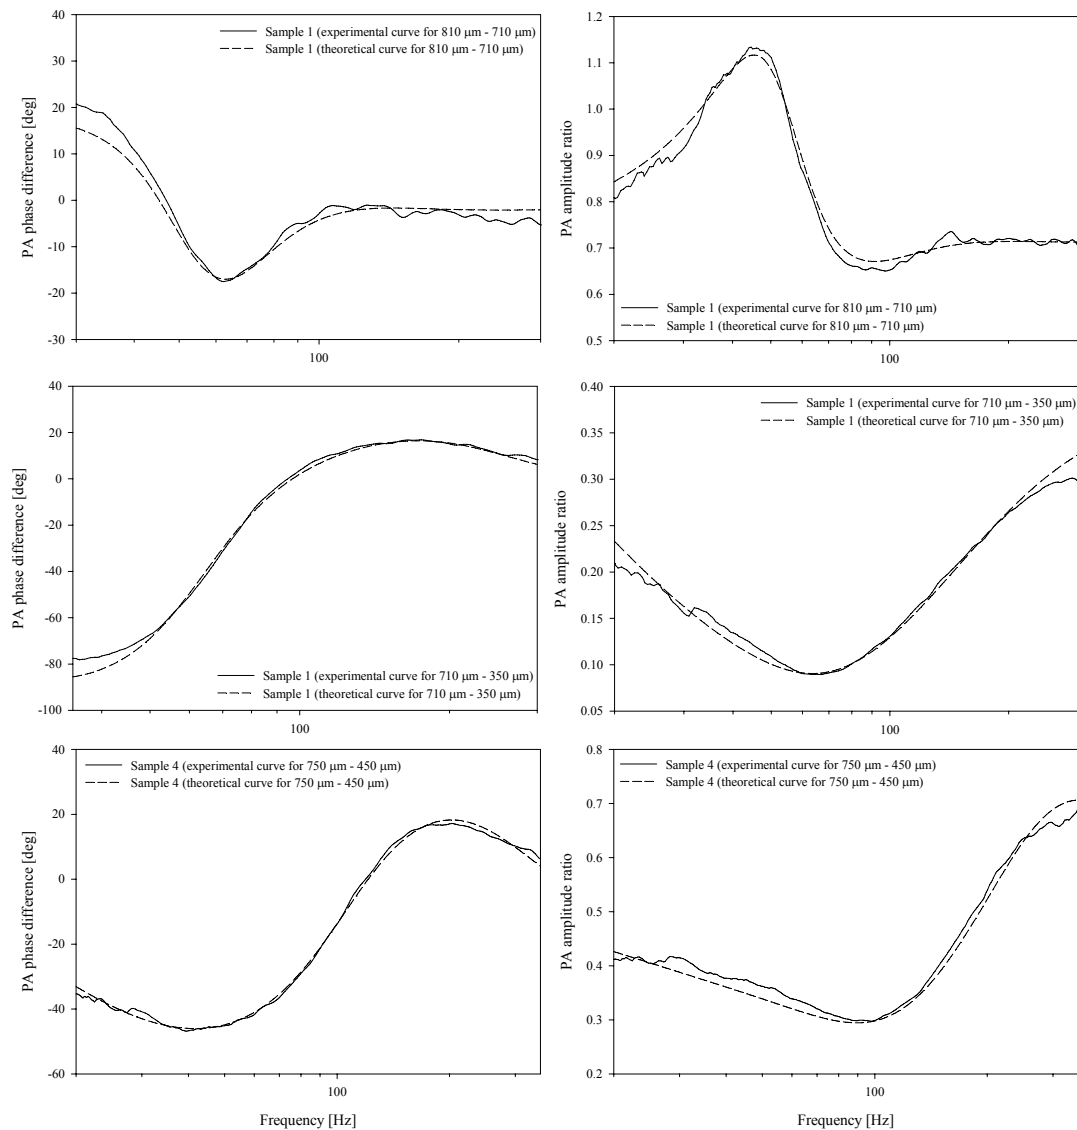 40
30
20
10
0
-10
-20
-30
PA phase difference [deg]
Sample 1 (experimental curve for 810 μm - 710 μm)
Sample 1 (theoretical curve for 810 μm - 710 μm)
100
1.2
1.1
1.0
0.9
0.8
0.7
0.6
0.5
PA amplitude ratio
Sample 1 (experimental curve for 810 μm - 710 μm)
Sample 1 (theoretical curve for 810 μm - 710 μm)
100
40
20
0
-20
-40
-60
-80
-100
PA phase difference [deg]
Sample 1 (experimental curve for 710 μm - 350 μm)
Sample 1 (theoretical curve for 710 μm - 350 μm)
100
0.40
0.35
0.30
0.25
0.20
0.15
0.10
0.05
PA amplitude ratio
Sample 1 (experimental curve for 710 μm - 350 μm)
Sample 1 (theoretical curve for 710 μm - 350 μm)
100
40
20
0
-20
-40
-60
PA phase difference [deg]
Sample 4 (experimental curve for 750 μm - 450 μm)
Sample 4 (theoretical curve for 750 μm - 450 μm)
100
Frequency [Hz]
0.8
0.7
0.6
0.5
0.4
0.3
0.2
PA amplitude ratio
Sample 4 (experimental curve for 750 μm - 450 μm)
Sample 4 (theoretical curve for 750 μm - 450 μm)
100
Frequency [Hz]